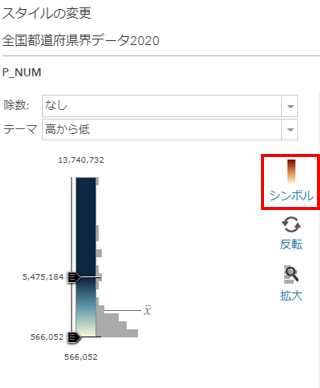 スタイルの変更
全国都道府県界データ2020
P_NUM
除数: なし
テーマ 高から低
13,740,732
シンボル
反転
5,475,184
拡大
x̄
566,052
566,052